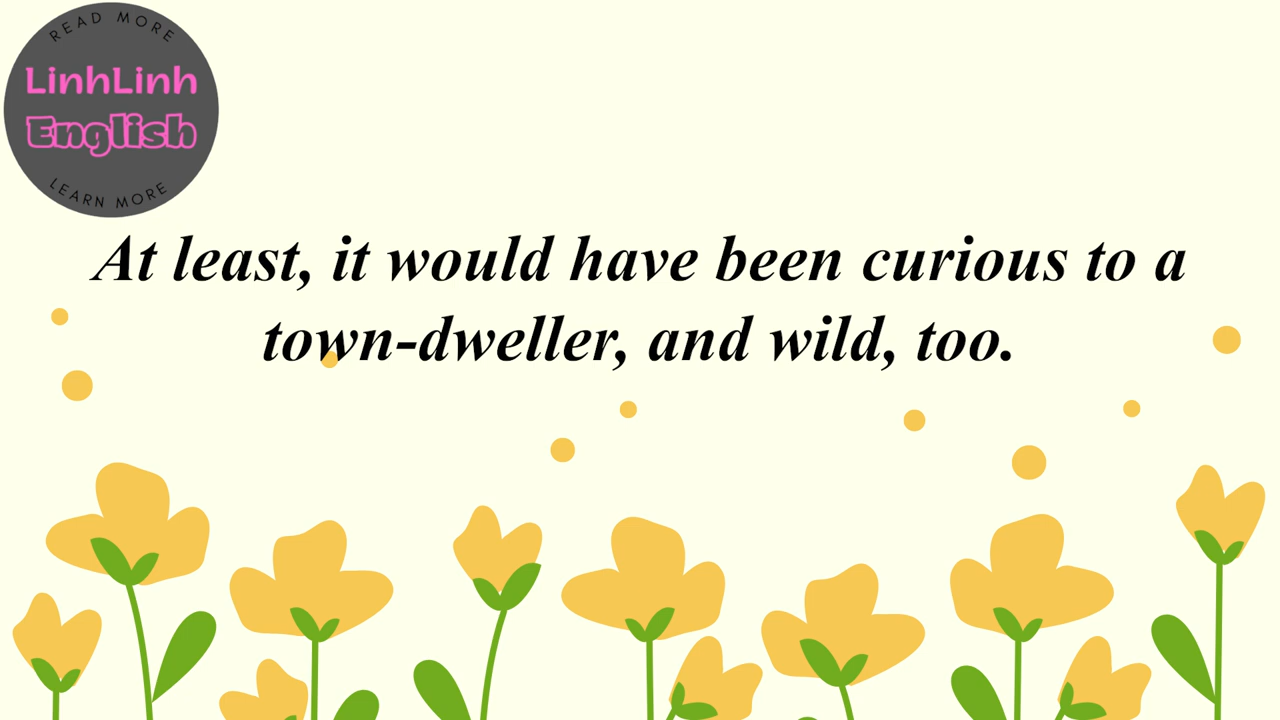 READ MORE
LinhLinh
English
LEARN MORE
At least, it would have been curious to a
town-dweller, and wild, too.